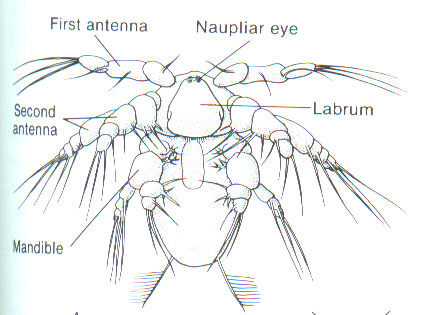 First antenna
Naupliar eye
Labrum
Second
antenna
Mandible